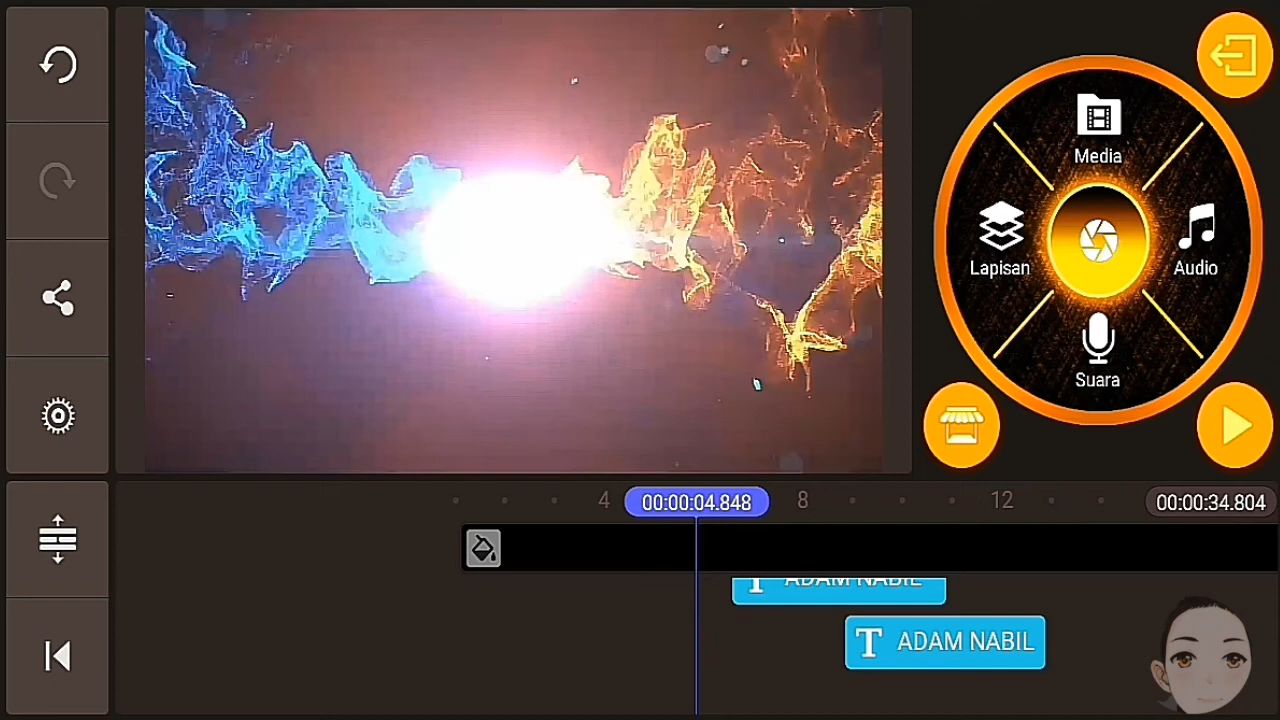 Media
Lapisan
Audio
Suara
4
00:00:04.848
8
12
00:00:34.804
ADAM NABIL
T ADAM NABIL